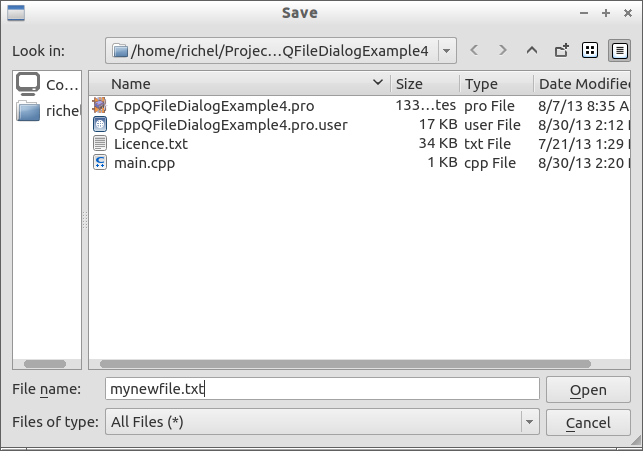 Save
Look in: /home/richel/Projec...QFileDialogExample4
Co...
richel
Name Size Type Date Modified
CppQFileDialogExample4.pro 133...tes pro File 8/7/13 8:35 A
CppQFileDialogExample4.pro.user 17 KB user File 8/30/13 2:12
Licence.txt 34 KB txt File 7/21/13 1:29
main.cpp 1 KB cpp File 8/30/13 2:20
File name: mynewfile.txt Open
Files of type: All Files (*) Cancel